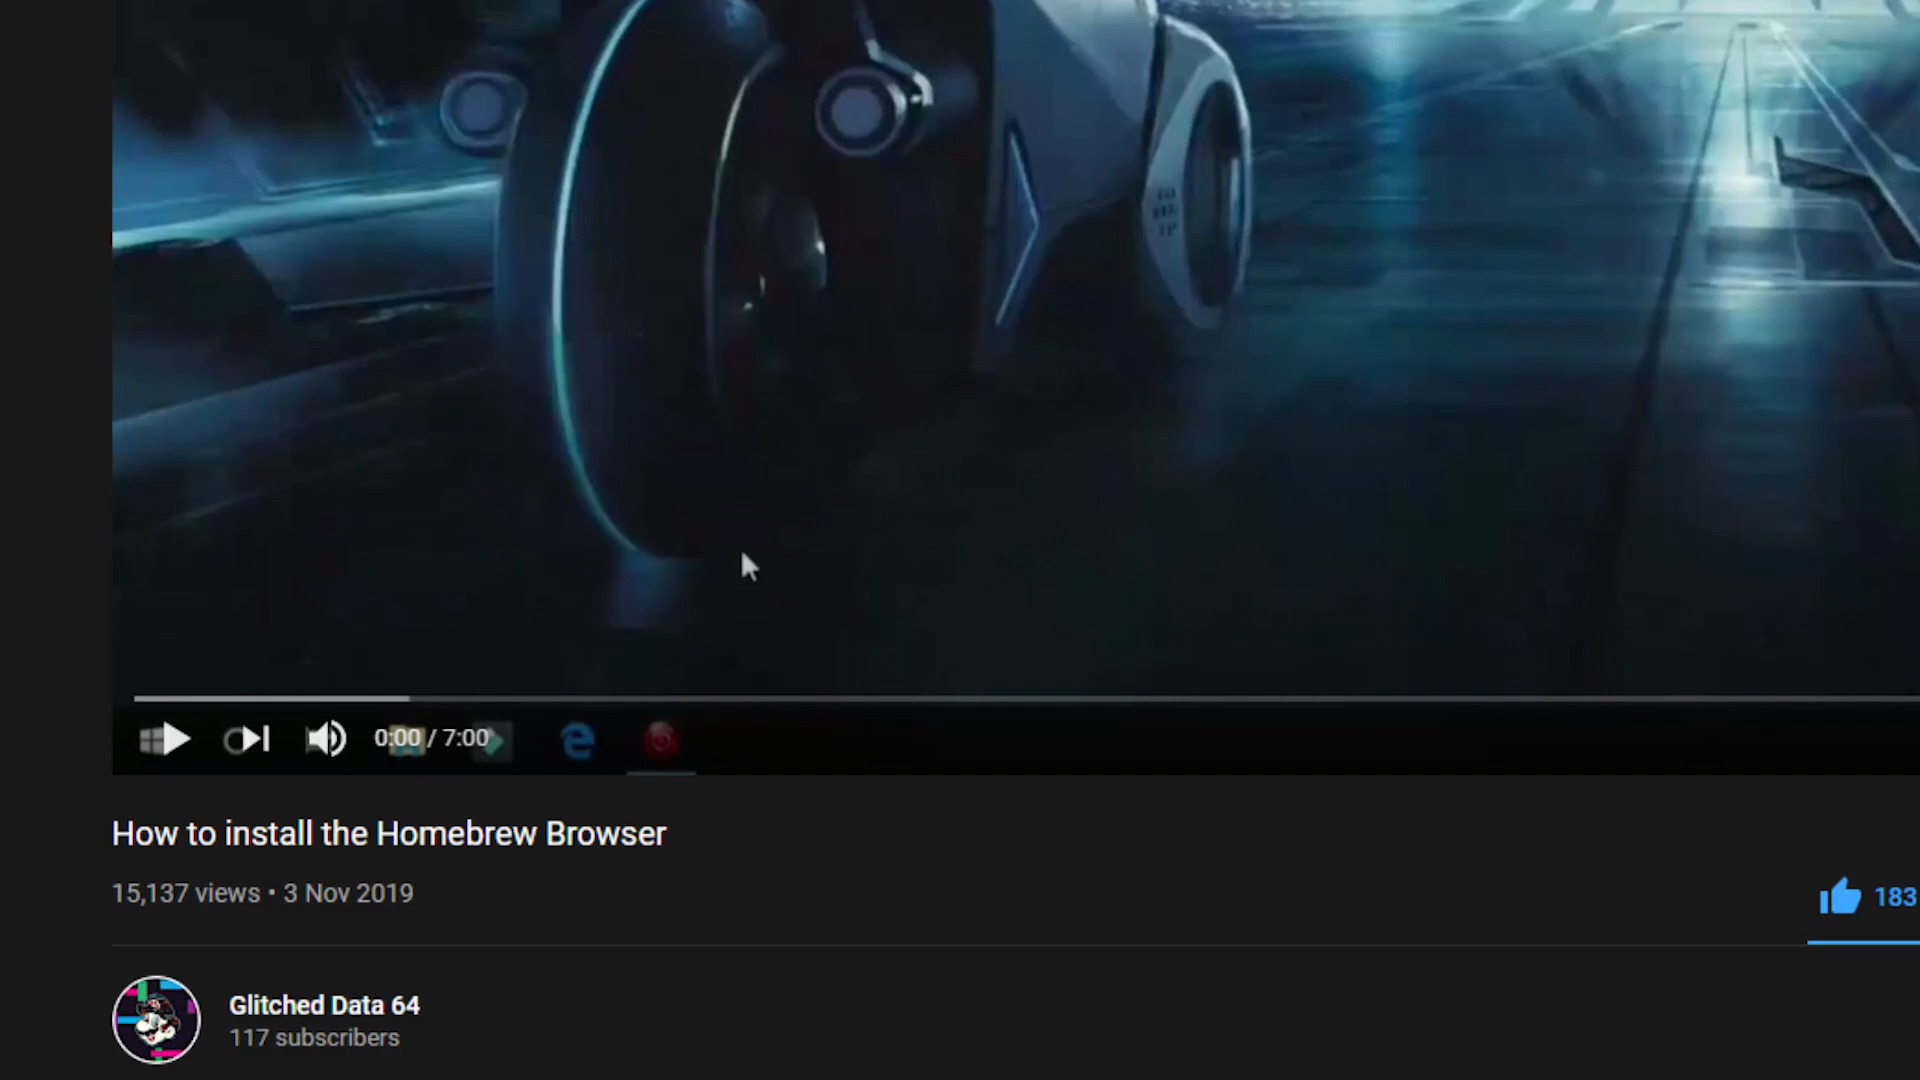 0:00 / 7:00
How to install the Homebrew Browser
15,137 views • 3 Nov 2019
183
Glitched Data 64
117 subscribers